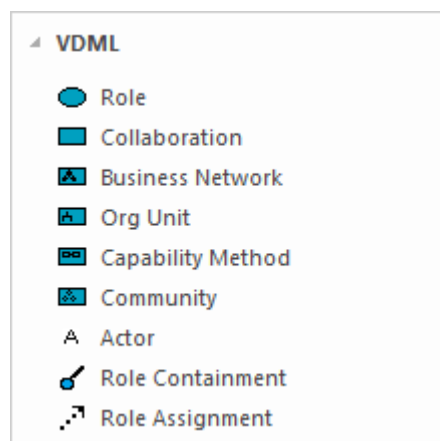 VDML
Role
Collaboration
Business Network
Org Unit
Capability Method
Community
Actor
Role Containment
Role Assignment